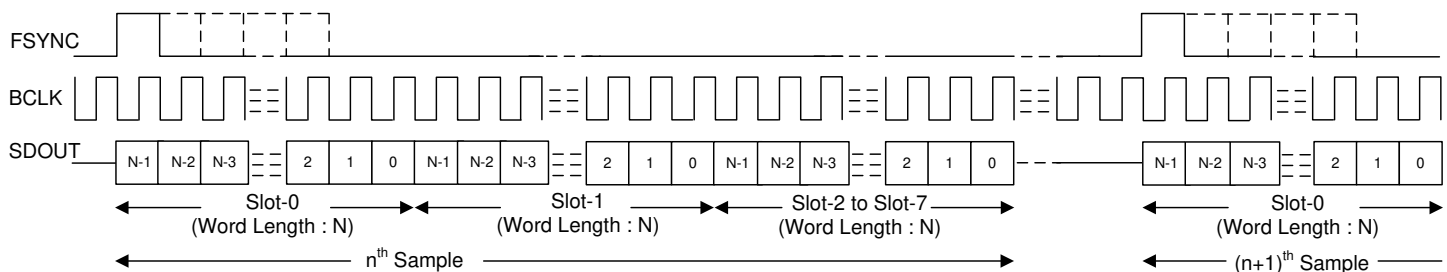 FSYNC
BCLK
SDOUT
N-1 N-2 N-3 2 1 0 N-1 N-2 N-3 2 1 0 N-1 N-2 N-3 2 1 0 N-1 N-2 N-3 2 1 0
Slot-0 Slot-1 Slot-2 to Slot-7 Slot-0
(Word Length : N) (Word Length : N) (Word Length : N) (Word Length : N)
nth Sample (n+1)th Sample